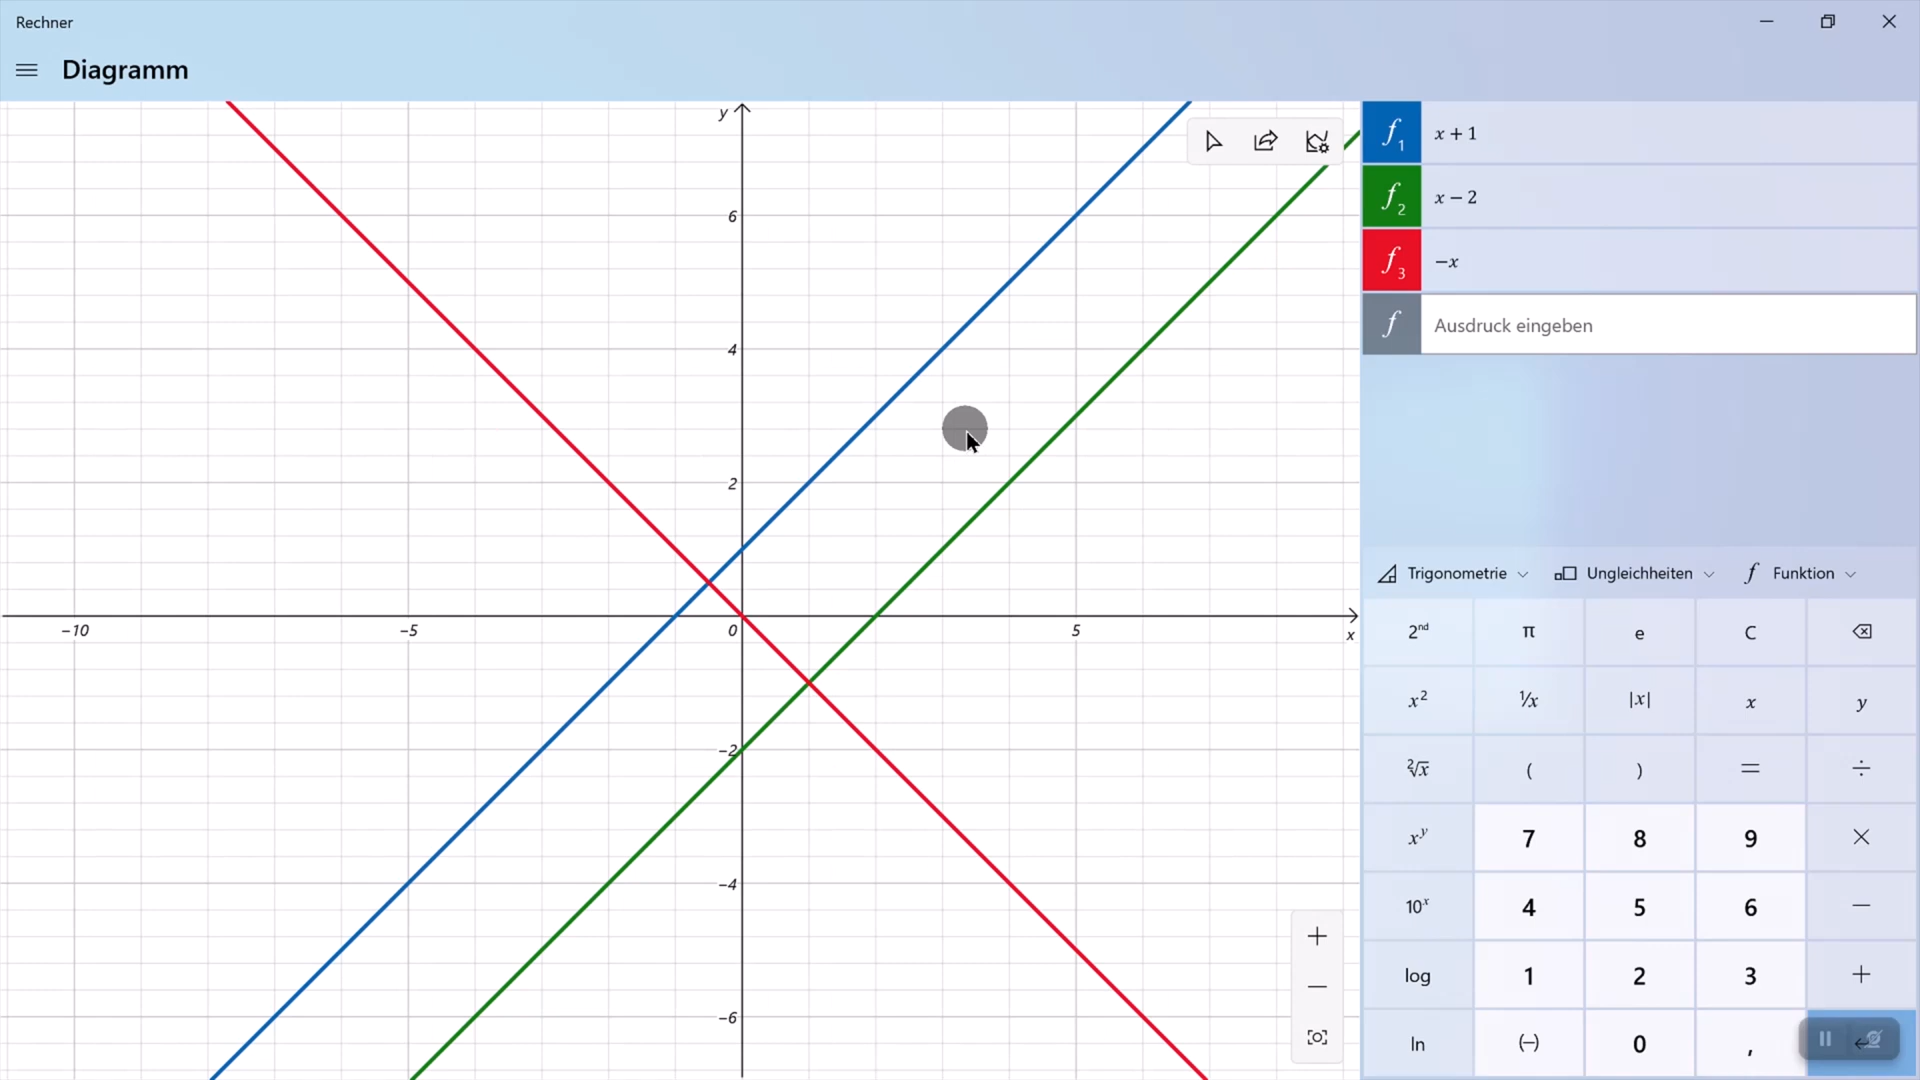 Rechner
Diagramm
f₁ x + 1
f₂ x − 2
f₃ −x
f Ausdruck eingeben
y
6
4
2
−10 −5 0 5
x
−2
−4
−6
Trigonometrie Ungleichheiten f Funktion
2ⁿᵈ π e C
x² ⅟x |x| x y
²√x ( ) = ÷
xʸ 7 8 9 ×
10ˣ 4 5 6 −
log 1 2 3 +
ln (−) 0 ,